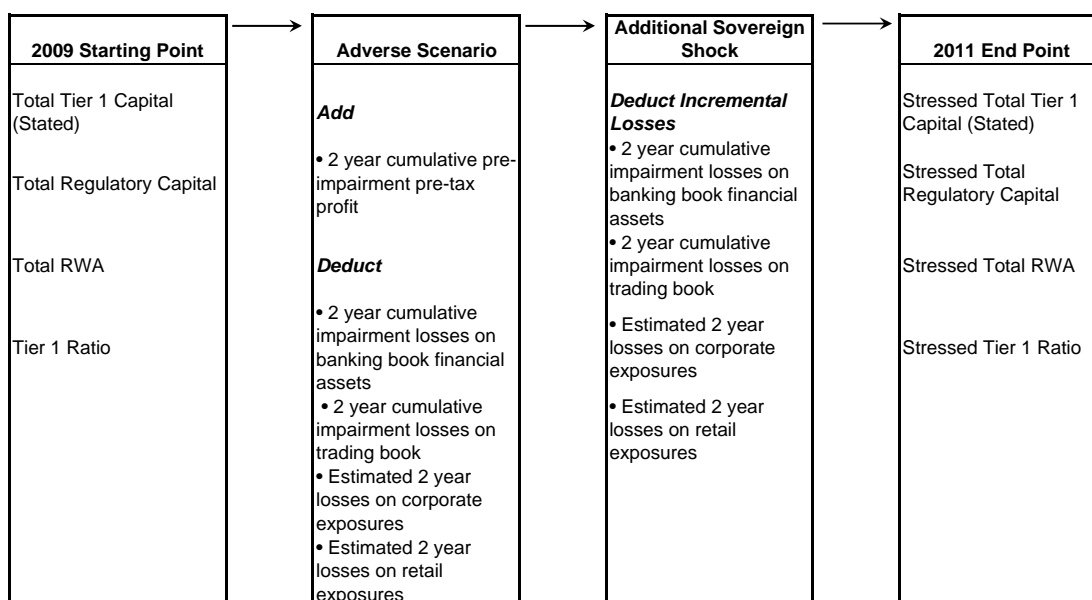 2009 Starting Point
Total Tier 1 Capital
(Stated)
Total Regulatory Capital
Total RWA
Tier 1 Ratio
Adverse Scenario
Add
• 2 year cumulative pre-
impairment pre-tax
profit
Deduct
• 2 year cumulative
impairment losses on
banking book financial
assets
• 2 year cumulative
impairment losses on
trading book
• Estimated 2 year
losses on corporate
exposures
• Estimated 2 year
losses on retail
exposures
Additional Sovereign
Shock
Deduct Incremental
Losses
• 2 year cumulative
impairment losses on
banking book financial
assets
• 2 year cumulative
impairment losses on
trading book
• Estimated 2 year
losses on corporate
exposures
• Estimated 2 year
losses on retail
exposures
2011 End Point
Stressed Total Tier 1
Capital (Stated)
Stressed Total
Regulatory Capital
Stressed Total RWA
Stressed Tier 1 Ratio